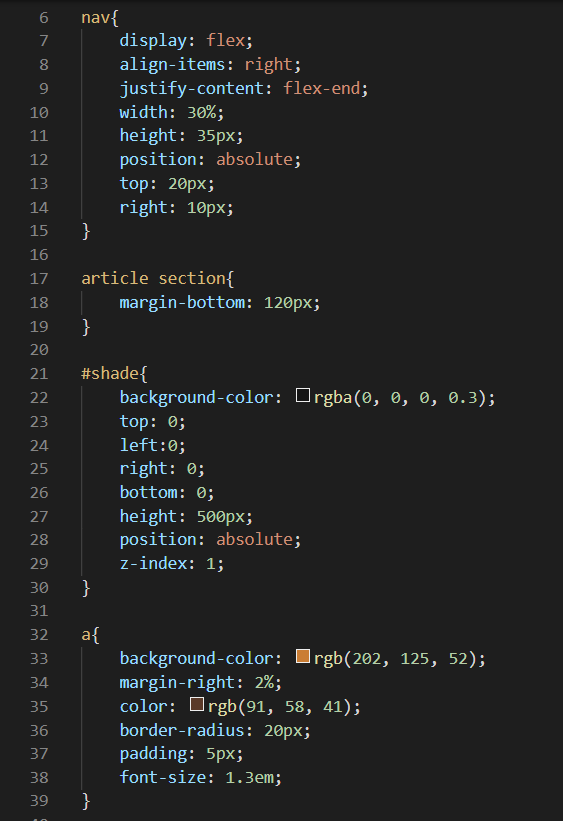 6 nav{
7 display: flex;
8 align-items: right;
9 justify-content: flex-end;
10 width: 30%;
11 height: 35px;
12 position: absolute;
13 top: 20px;
14 right: 10px;
15 }
16
17 article section{
18 margin-bottom: 120px;
19 }
20
21 #shade{
22 background-color: rgba(0, 0, 0, 0.3);
23 top: 0;
24 left:0;
25 right: 0;
26 bottom: 0;
27 height: 500px;
28 position: absolute;
29 z-index: 1;
30 }
31
32 a{
33 background-color: rgb(202, 125, 52);
34 margin-right: 2%;
35 color: rgb(91, 58, 41);
36 border-radius: 20px;
37 padding: 5px;
38 font-size: 1.3em;
39 }